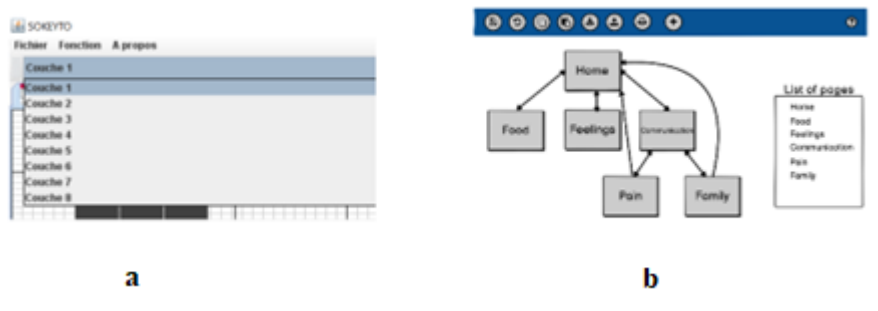 SOKEYTO
Fichier Fonction A propos
Couche 1
Couche 1
Couche 2
Couche 3
Couche 4
Couche 5
Couche 6
Couche 7
Couche 8
a
Home
Food
Feelings
Communication
Pain
Family
List of pages
Home
Food
Feelings
Communication
Pain
Family
b